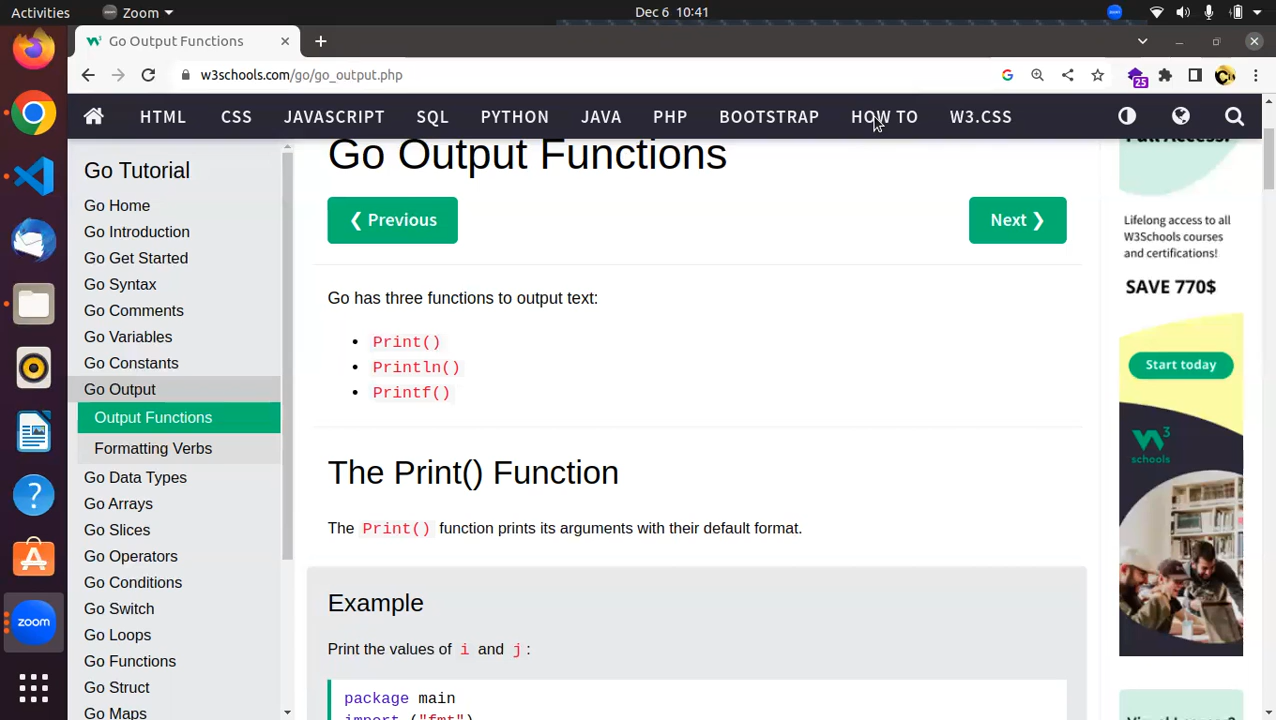 Activities
Zoom
Dec 6 10:41
Go Output Functions
w3schools.com/go/go_output.php
25
HTML CSS JAVASCRIPT SQL PYTHON JAVA PHP BOOTSTRAP HOW TO W3.CSS
Go Tutorial
Go Home
Go Introduction
Go Get Started
Go Syntax
Go Comments
Go Variables
Go Constants
Go Output
Output Functions
Formatting Verbs
Go Data Types
Go Arrays
Go Slices
Go Operators
Go Conditions
Go Switch
Go Loops
Go Functions
Go Struct
Go Maps
Go Output Functions
❮ Previous
Next ❯
Go has three functions to output text:
• Print()
• Println()
• Printf()
The Print() Function
The Print() function prints its arguments with their default format.
Example
Print the values of i and j :
package main
import ("fmt")
Full Access!
Lifelong access to all
W3Schools courses
and certifications!
SAVE 770$
Start today
W3
schools
zoom